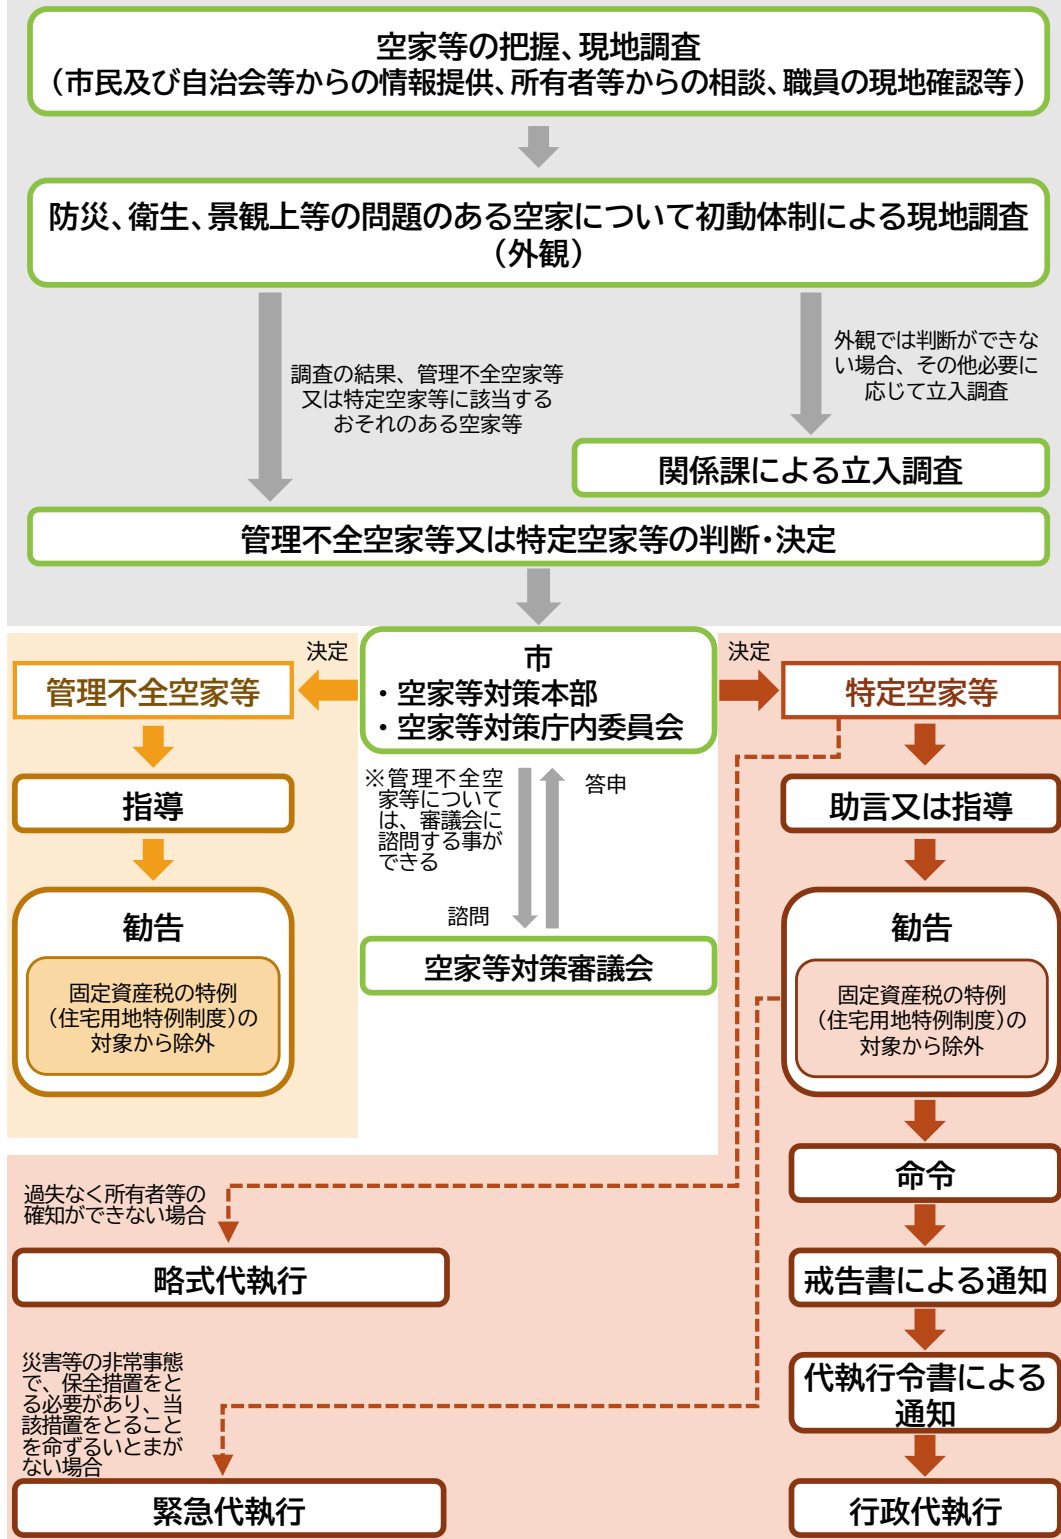 空家等の把握、現地調査
（市民及び自治会等からの情報提供、所有者等からの相談、職員の現地確認等）
防災、衛生、景観上等の問題のある空家について初動体制による現地調査
（外観）
調査の結果、管理不全空家等
又は特定空家等に該当する
おそれのある空家等
外観では判断ができな
い場合、その他必要に
応じて立入調査
関係課による立入調査
管理不全空家等又は特定空家等の判断・決定
市
・空家等対策本部
・空家等対策庁内委員会
決定
管理不全空家等
指導
勧告
固定資産税の特例
（住宅用地特例制度）の
対象から除外
※管理不全空
家等について
は、審議会に
諮問する事が
できる
答申
諮問
空家等対策審議会
決定
特定空家等
助言又は指導
勧告
固定資産税の特例
（住宅用地特例制度）の
対象から除外
命令
戒告書による通知
代執行令書による
通知
行政代執行
過失なく所有者等の
確知ができない場合
略式代執行
災害等の非常事態
で、保全措置をと
る必要があり、当
該措置をとること
を命ずるいとまが
ない場合
緊急代執行